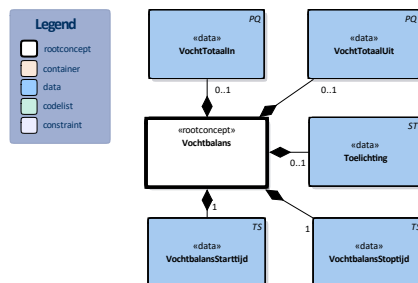 Legend
rootconcept
container
data
codelist
constraint
PQ
«data»
VochtTotaalIn
0..1
PQ
«data»
VochtTotaalUit
0..1
«rootconcept»
Vochtbalans
ST
«data»
Toelichting
0..1
1
1
TS
«data»
VochtbalansStarttijd
TS
«data»
VochtbalansStoptijd